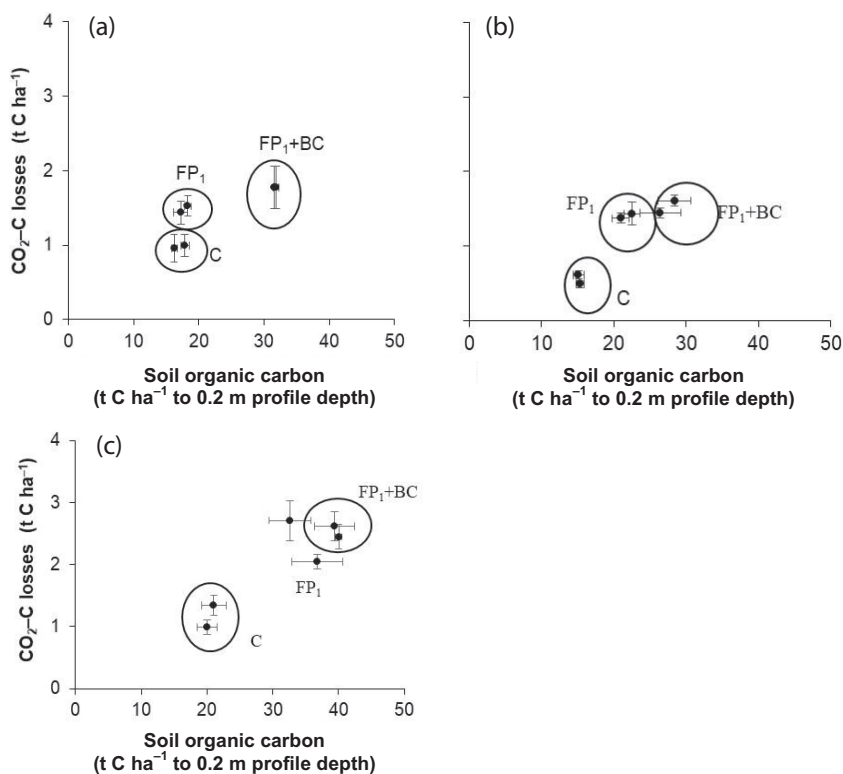 (a)
CO₂–C losses (t C ha⁻¹)
4
3
2
1
0
FP₁
FP₁+BC
C
0 10 20 30 40 50
Soil organic carbon
(t C ha⁻¹ to 0.2 m profile depth)
(b)
FP₁
FP₁+BC
C
10 20 30 40 50
Soil organic carbon
(t C ha⁻¹ to 0.2 m profile depth)
(c)
CO₂–C losses (t C ha⁻¹)
4
3
2
1
0
FP₁+BC
FP₁
C
0 10 20 30 40 50
Soil organic carbon
(t C ha⁻¹ to 0.2 m profile depth)